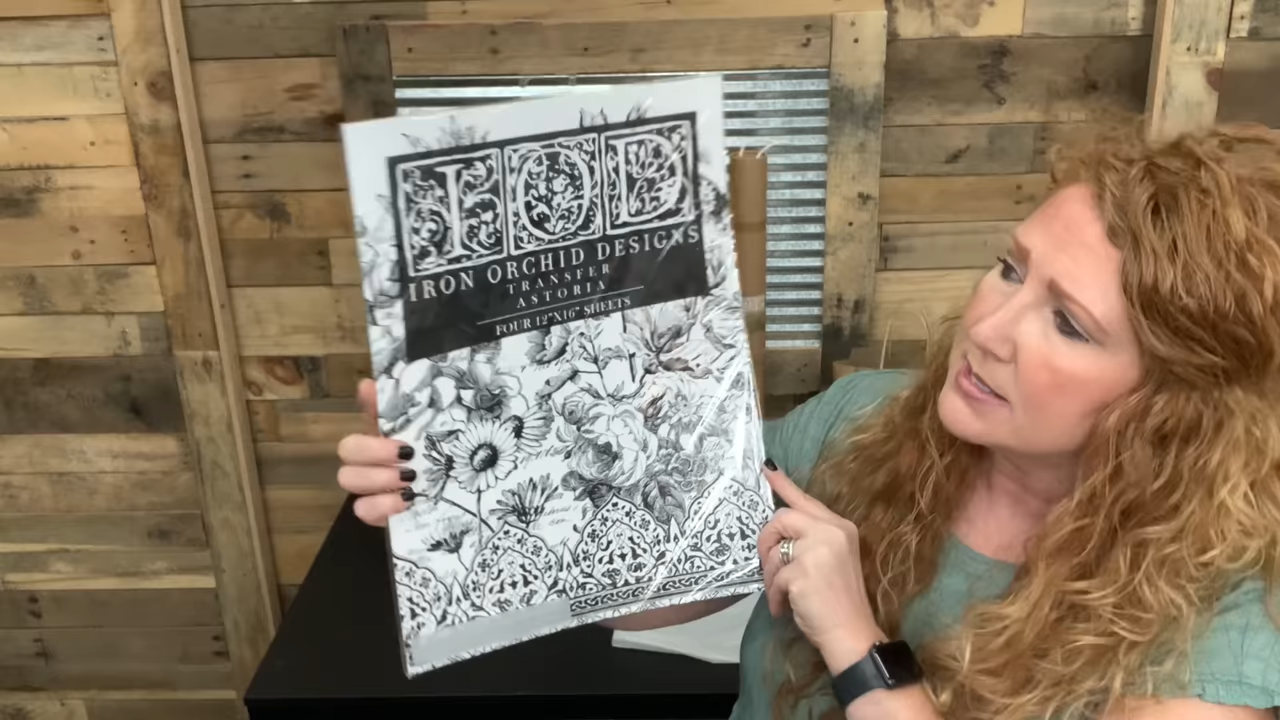 IOD
IRON ORCHID DESIGNS
TRANSFER
ASTORIA
FOUR 12"X16" SHEETS